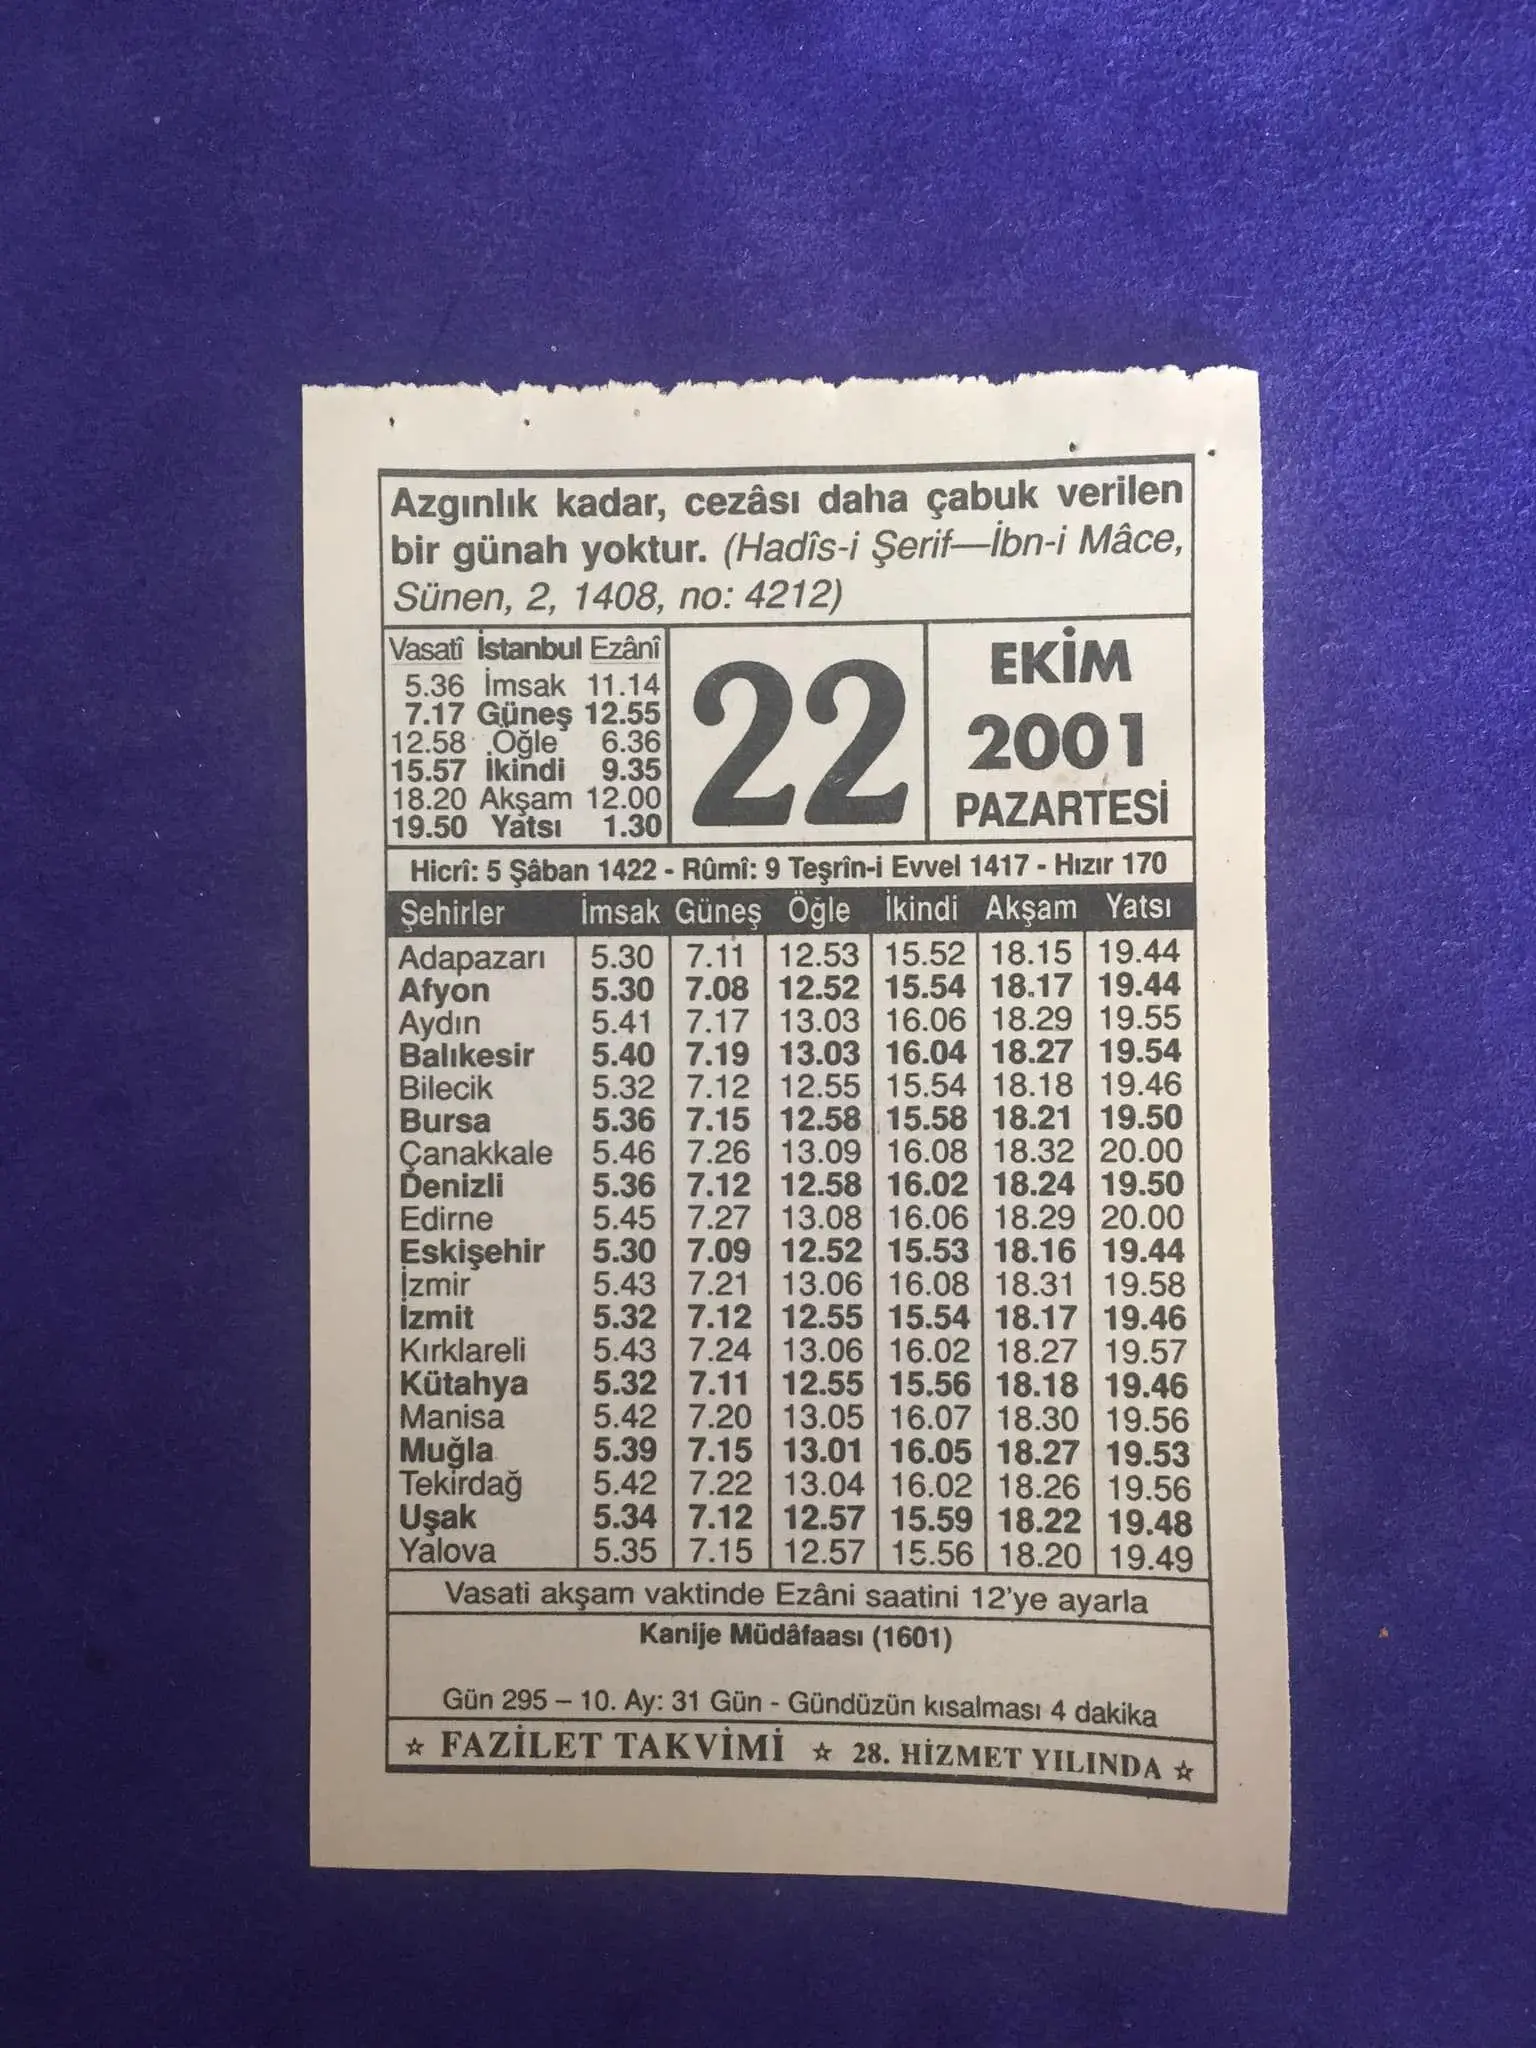 Azgınlık kadar, cezâsı daha çabuk verilen
bir günah yoktur. (Hadîs-i Şerif—İbn-i Mâce,
Sünen, 2, 1408, no: 4212)
Vasatî İstanbul Ezânî
5.36 İmsak 11.14
7.17 Güneş 12.55
12.58 Öğle 6.36
15.57 İkindi 9.35
18.20 Akşam 12.00
19.50 Yatsı 1.30
22
EKİM
2001
PAZARTESİ
Hicrî: 5 Şâban 1422 - Rûmî: 9 Teşrîn-i Evvel 1417 - Hızır 170
Şehirler İmsak Güneş Öğle İkindi Akşam Yatsı
Adapazarı 5.30 7.11 12.53 15.52 18.15 19.44
Afyon 5.30 7.08 12.52 15.54 18.17 19.44
Aydın 5.41 7.17 13.03 16.06 18.29 19.55
Balıkesir 5.40 7.19 13.03 16.04 18.27 19.54
Bilecik 5.32 7.12 12.55 15.54 18.18 19.46
Bursa 5.36 7.15 12.58 15.58 18.21 19.50
Çanakkale 5.46 7.26 13.09 16.08 18.32 20.00
Denizli 5.36 7.12 12.58 16.02 18.24 19.50
Edirne 5.45 7.27 13.08 16.06 18.29 20.00
Eskişehir 5.30 7.09 12.52 15.53 18.16 19.44
İzmir 5.43 7.21 13.06 16.08 18.31 19.58
İzmit 5.32 7.12 12.55 15.54 18.17 19.46
Kırklareli 5.43 7.24 13.06 16.02 18.27 19.57
Kütahya 5.32 7.11 12.55 15.56 18.18 19.46
Manisa 5.42 7.20 13.05 16.07 18.30 19.56
Muğla 5.39 7.15 13.01 16.05 18.27 19.53
Tekirdağ 5.42 7.22 13.04 16.02 18.26 19.56
Uşak 5.34 7.12 12.57 15.59 18.22 19.48
Yalova 5.35 7.15 12.57 15.56 18.20 19.49
Vasati akşam vaktinde Ezâni saatini 12'ye ayarla
Kanije Müdâfaası (1601)
Gün 295 – 10. Ay: 31 Gün - Gündüzün kısalması 4 dakika
☆ FAZİLET TAKVİMİ ☆ 28. HİZMET YILINDA ☆